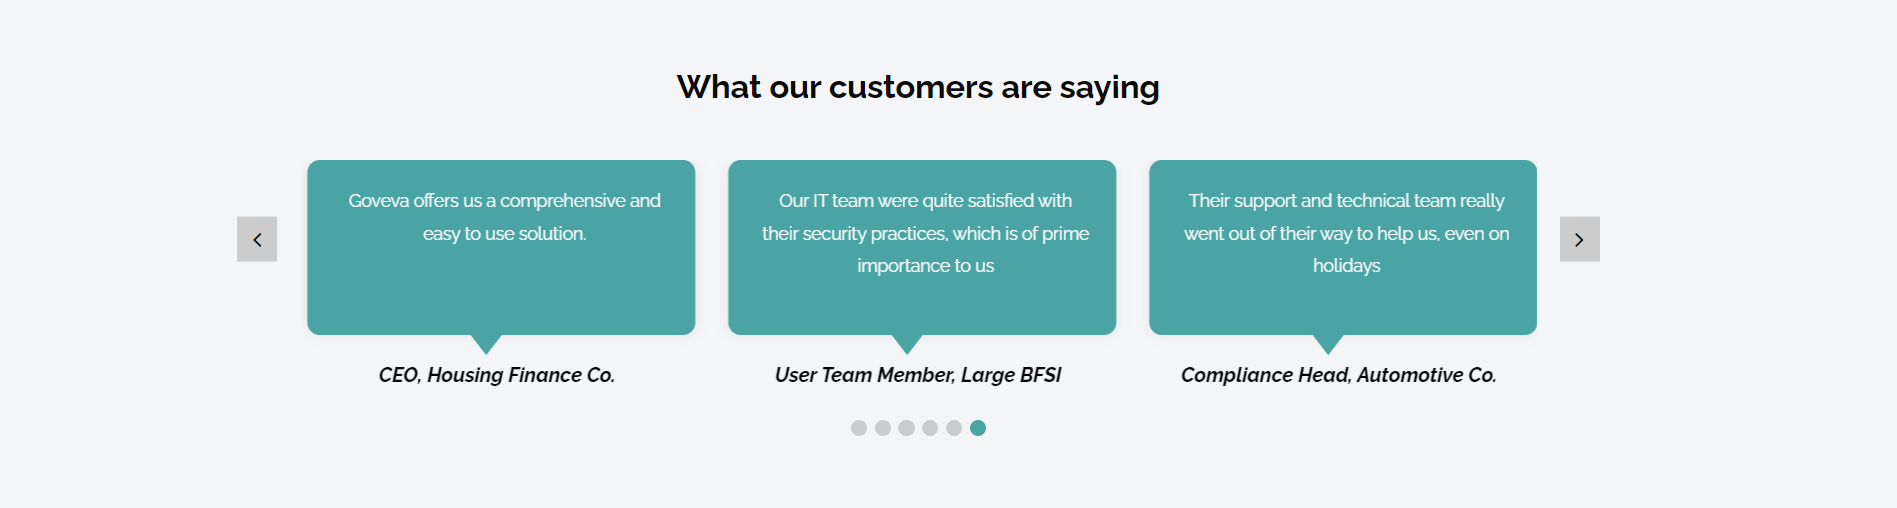 What our customers are saying
Goveva offers us a comprehensive and
easy to use solution.
CEO, Housing Finance Co.
Our IT team were quite satisfied with
their security practices, which is of prime
importance to us
User Team Member, Large BFSI
Their support and technical team really
went out of their way to help us, even on
holidays
Compliance Head, Automotive Co.